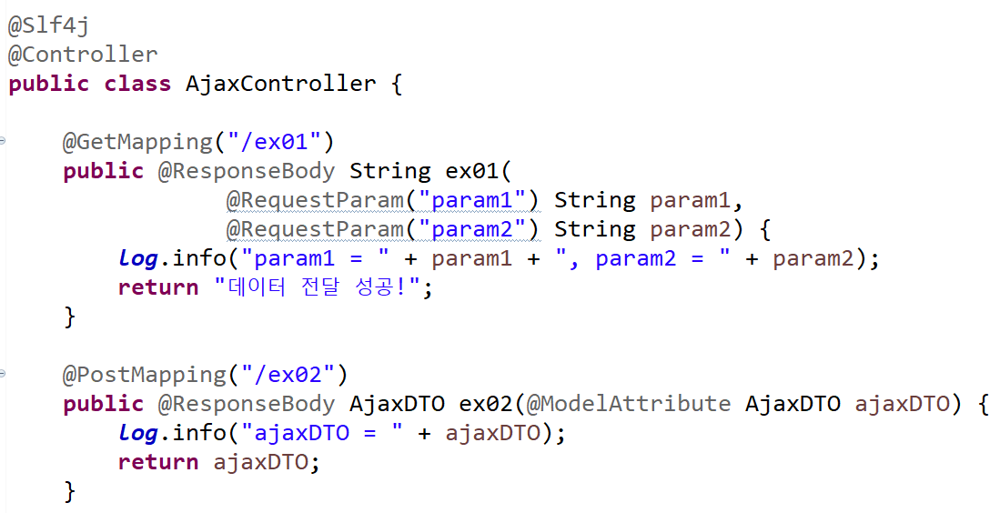 @Slf4j
@Controller
public class AjaxController {
@GetMapping("/ex01")
public @ResponseBody String ex01(
@RequestParam("param1") String param1,
@RequestParam("param2") String param2) {
log.info("param1 = " + param1 + ", param2 = " + param2);
return "데이터 전달 성공!";
}
@PostMapping("/ex02")
public @ResponseBody AjaxDTO ex02(@ModelAttribute AjaxDTO ajaxDTO) {
log.info("ajaxDTO = " + ajaxDTO);
return ajaxDTO;
}